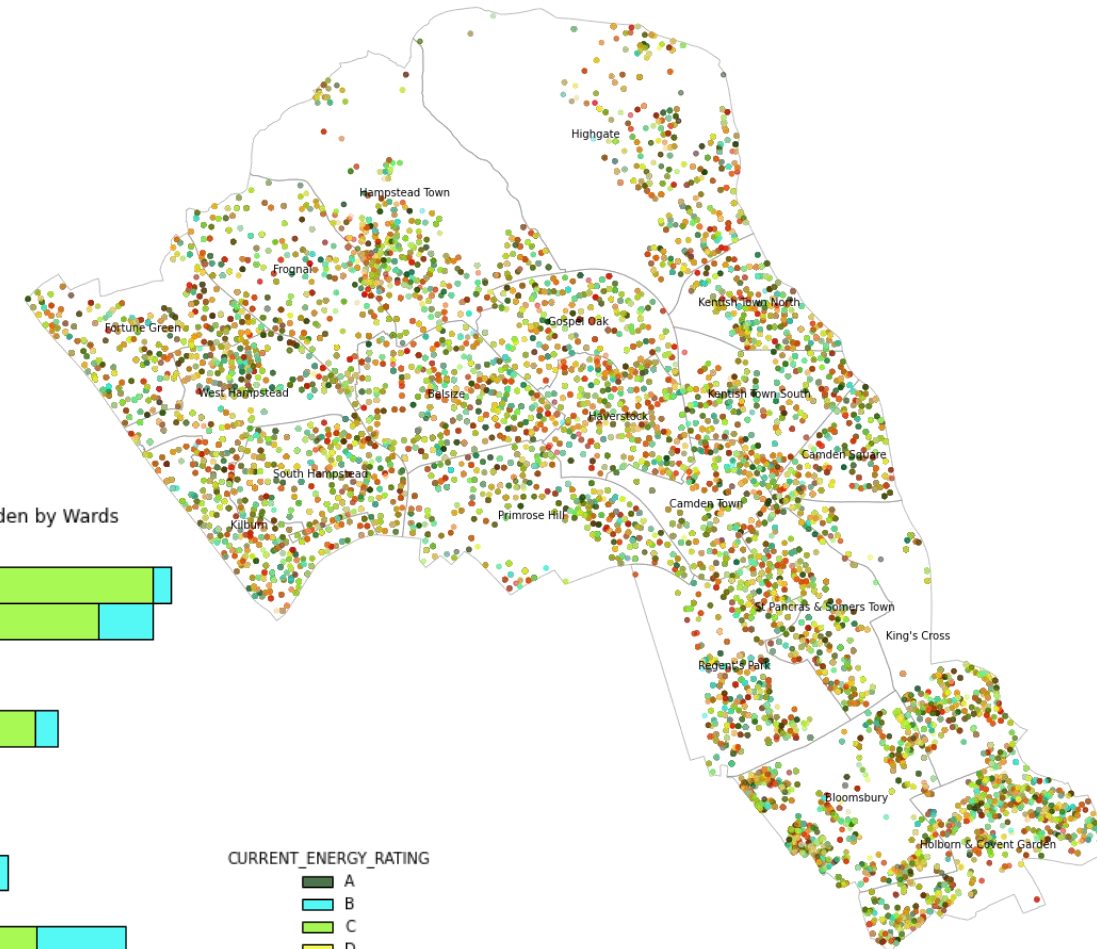 Highgate
Hampstead Town
Frognal
Kentish Town North
Gospel Oak
Fortune Green
West Hampstead
Belsize
Kentish Town South
Haverstock
Camden Square
South Hampstead
Camden Town
Primrose Hill
den by Wards
Kilburn
St Pancras & Somers Town
King's Cross
Regent's Park
Bloomsbury
Holborn & Covent Garden
CURRENT_ENERGY_RATING
A
B
C
D